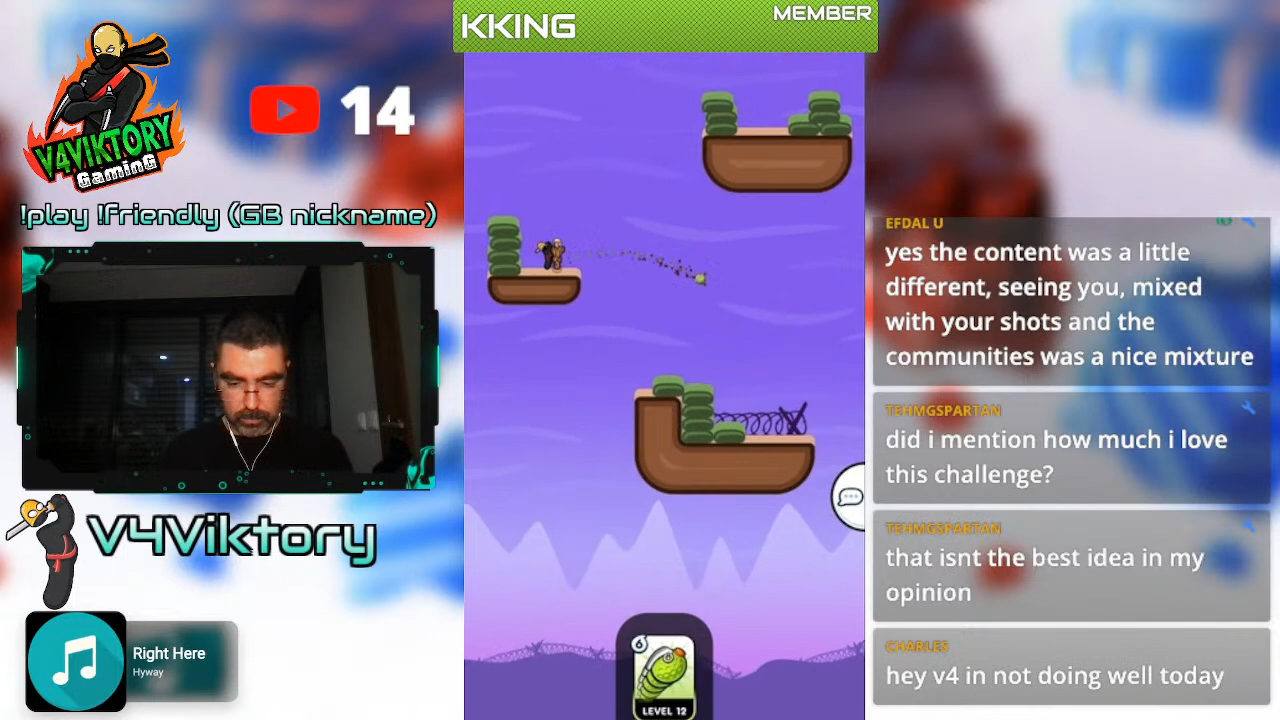 V4VIKTORY
GaminG
14
!play !friendly (GB nickname)
V4Viktory
Right Here
Hyway
KKING
MEMBER
6
LEVEL 12
EFDAL U
yes the content was a little
different, seeing you, mixed
with your shots and the
communities was a nice mixture
TEHMGSPARTAN
did i mention how much i love
this challenge?
TEHMGSPARTAN
that isnt the best idea in my
opinion
CHARLES
hey v4 in not doing well today